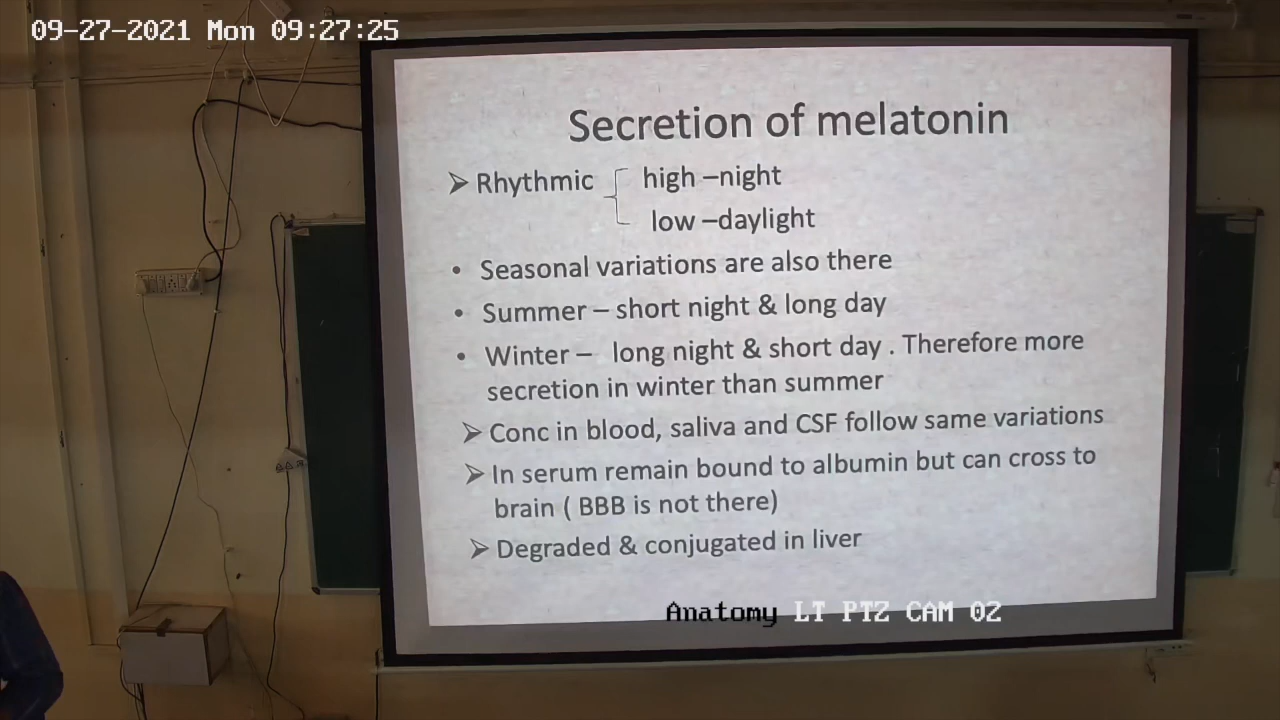 09-27-2021 Mon 09:27:25
Secretion of melatonin
➢ Rhythmic high –night
low –daylight
• Seasonal variations are also there
• Summer – short night & long day
• Winter – long night & short day . Therefore more
secretion in winter than summer
➢ Conc in blood, saliva and CSF follow same variations
➢ In serum remain bound to albumin but can cross to
brain ( BBB is not there)
➢ Degraded & conjugated in liver
Anatomy LT PTZ CAM 02